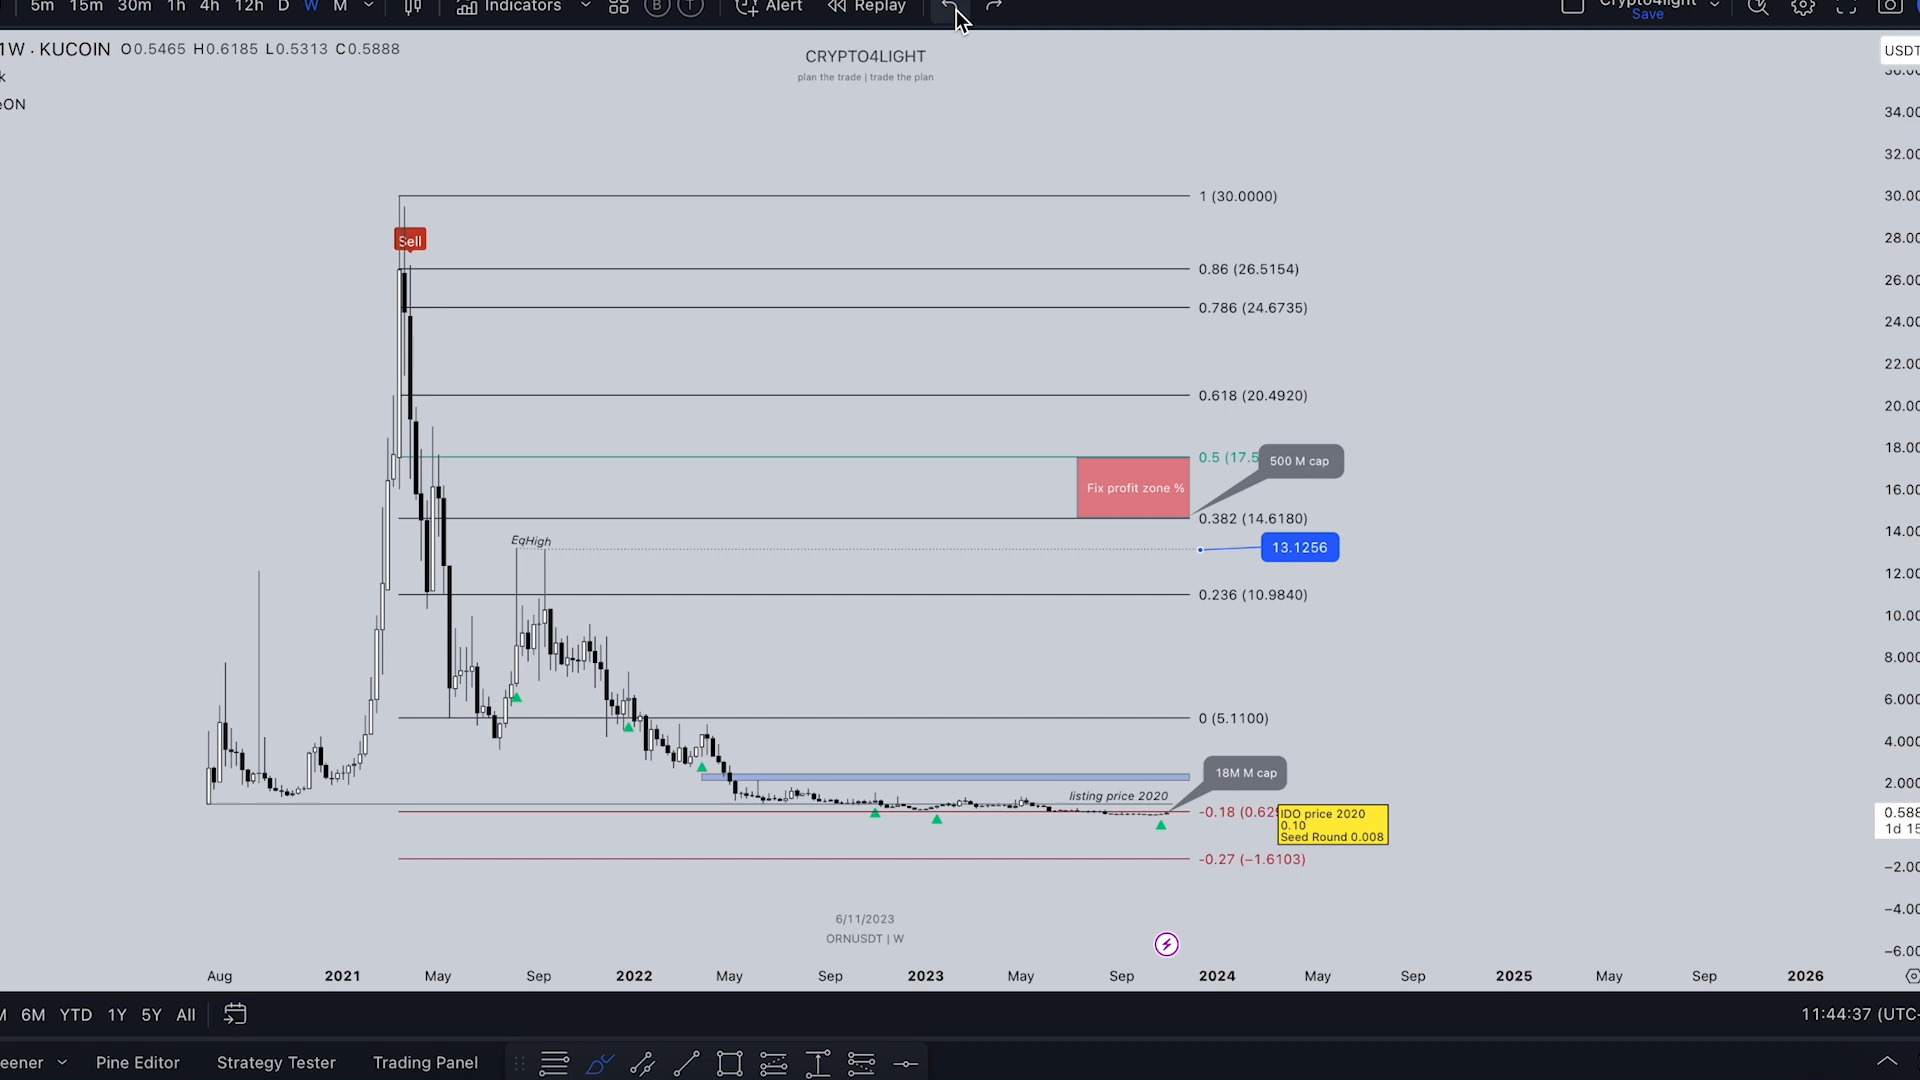 5m 15m 30m 1h 4h 12h D W M Indicators B T Alert Replay
Save
1W · KUCOIN O0.5465 H0.6185 L0.5313 C0.5888
USDT
CRYPTO4LIGHT
plan the trade | trade the plan
34.00
32.00
30.00
28.00
26.00
24.00
22.00
20.00
18.00
16.00
14.00
12.00
10.00
8.000
6.000
4.000
2.000
0.588
1d 15
−2.00
−4.00
−6.00
1 (30.0000)
Sell
0.86 (26.5154)
0.786 (24.6735)
0.618 (20.4920)
0.5 (17.5
500 M cap
Fix profit zone %
0.382 (14.6180)
EqHigh
13.1256
0.236 (10.9840)
0 (5.1100)
18M M cap
listing price 2020
-0.18 (0.62
IDO price 2020
0.10
Seed Round 0.008
-0.27 (−1.6103)
6/11/2023
ORNUSDT | W
Aug 2021 May Sep 2022 May Sep 2023 May Sep 2024 May Sep 2025 May Sep 2026
6M YTD 1Y 5Y All
11:44:37 (UTC
eener Pine Editor Strategy Tester Trading Panel